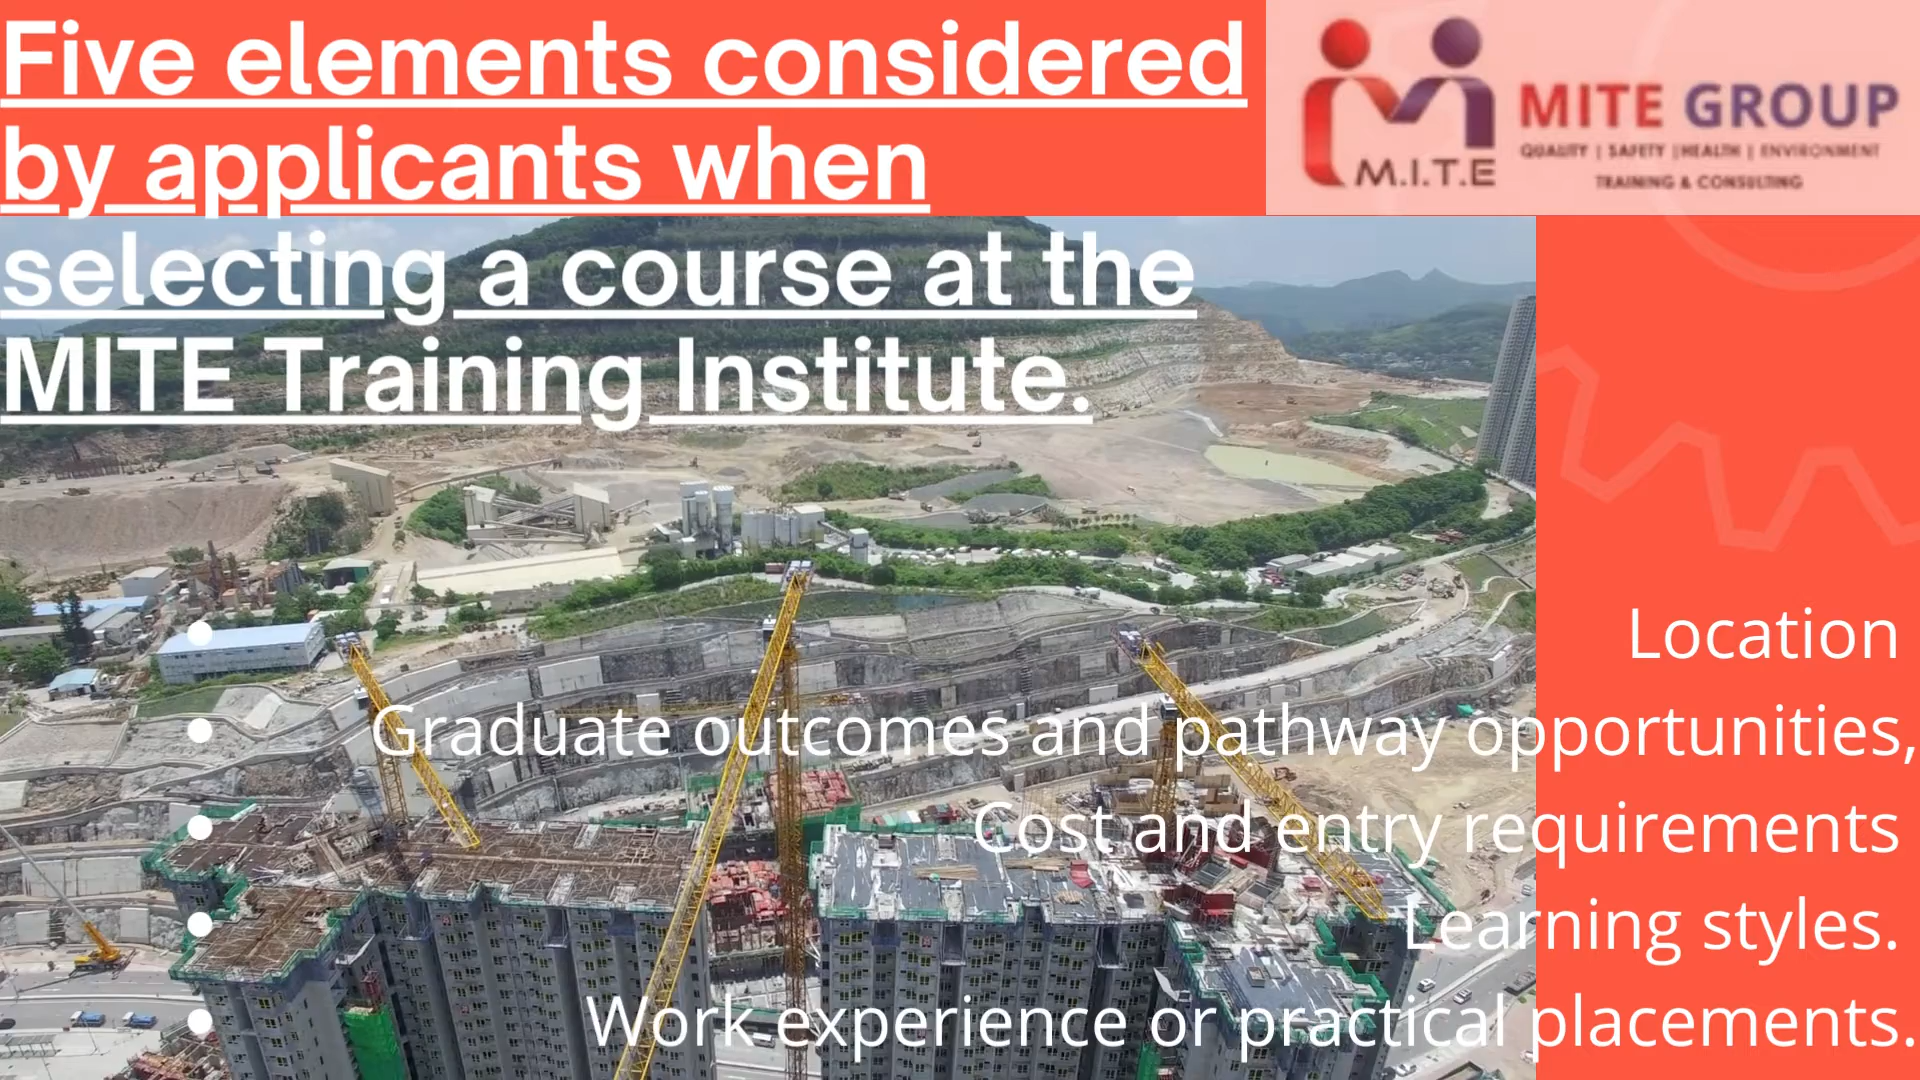 Five elements considered
by applicants when
selecting a course at the
MITE Training Institute.
M.I.T.E
MITE GROUP
QUALITY | SAFETY | HEALTH | ENVIRONMENT
TRAINING & CONSULTING
• Location
• Graduate outcomes and pathway opportunities,
• Cost and entry requirements
• Learning styles.
• Work experience or practical placements.